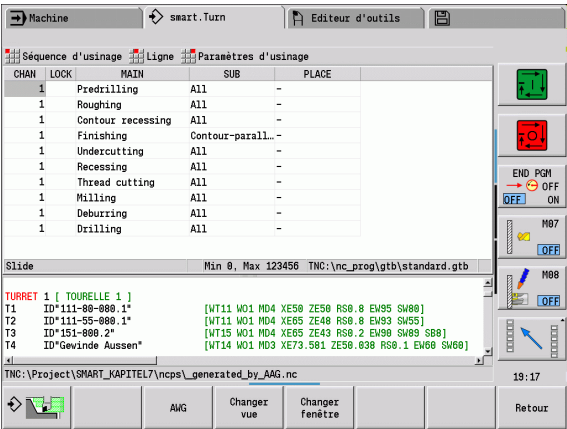 Machine smart.Turn Editeur d'outils
Séquence d'usinage Ligne Paramètres d'usinage
CHAN LOCK MAIN SUB PLACE
1 Predrilling All -
1 Roughing All -
1 Contour recessing All -
1 Finishing Contour-parall… -
1 Undercutting All -
1 Recessing All -
1 Thread cutting All -
1 Milling All -
1 Deburring All -
1 Drilling All -
Slide Min 0, Max 123456 TNC:\nc_prog\gtb\standard.gtb
TURRET 1 [ TOURELLE 1 ]
T1 ID"111-80-080.1" [WT11 WO1 MD4 XE50 ZE50 RS0.8 EW95 SW80]
T2 ID"111-55-080.1" [WT11 WO1 MD4 XE65 ZE48 RS0.8 EW93 SW55]
T3 ID"151-800.2" [WT15 WO1 MD4 XE65 ZE43 RS0.2 EW90 SW89 SB8]
T4 ID"Gewinde Aussen" [WT14 WO1 MD3 XE73.581 ZE50.038 RS0.1 EW60 SW60]
TNC:\Project\SMART_KAPITEL7\ncps\_generated_by_AAG.nc
END PGM
OFF
OFF ON
M07
OFF
M08
OFF
19:17
AWG
Changer vue
Changer fenêtre
Retour